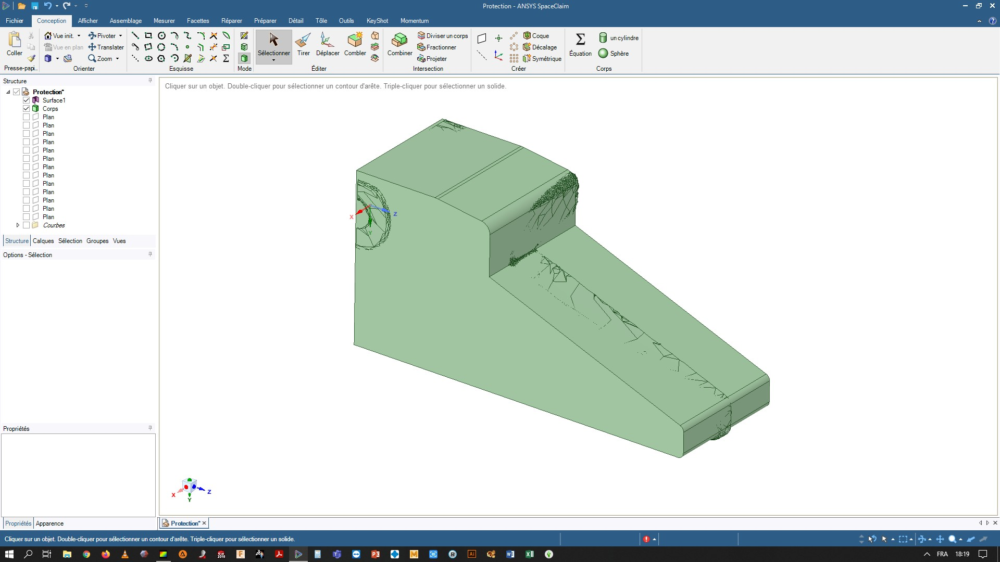 Protection - ANSYS SpaceClaim
Fichier Conception Afficher Assemblage Mesurer Facettes Réparer Préparer Détail Tôle Outils KeyShot Momentum
Coller
Presse-papi...
Vue init. Pivoter
Vue en plan Translater
Zoom
Orienter
Esquisse
Mode
Sélectionner Tirer Déplacer Combler
Éditer
Combiner
Diviser un corps
Fractionner
Projeter
Intersection
Coque
Décalage
Symétrique
Créer
Équation
un cylindre
Sphère
Corps
Structure
Protection*
Surface1
Corps
Plan
Plan
Plan
Plan
Plan
Plan
Plan
Plan
Plan
Plan
Plan
Plan
Plan
Courbes
Structure Calques Sélection Groupes Vues
Options - Sélection
Propriétés
Propriétés Apparence
Cliquer sur un objet. Double-cliquer pour sélectionner un contour d'arête. Triple-cliquer pour sélectionner un solide.
X Z
Y
X Z
Y
Protection*
Cliquer sur un objet. Double-cliquer pour sélectionner un contour d'arête. Triple-cliquer pour sélectionner un solide.
FRA 18:19